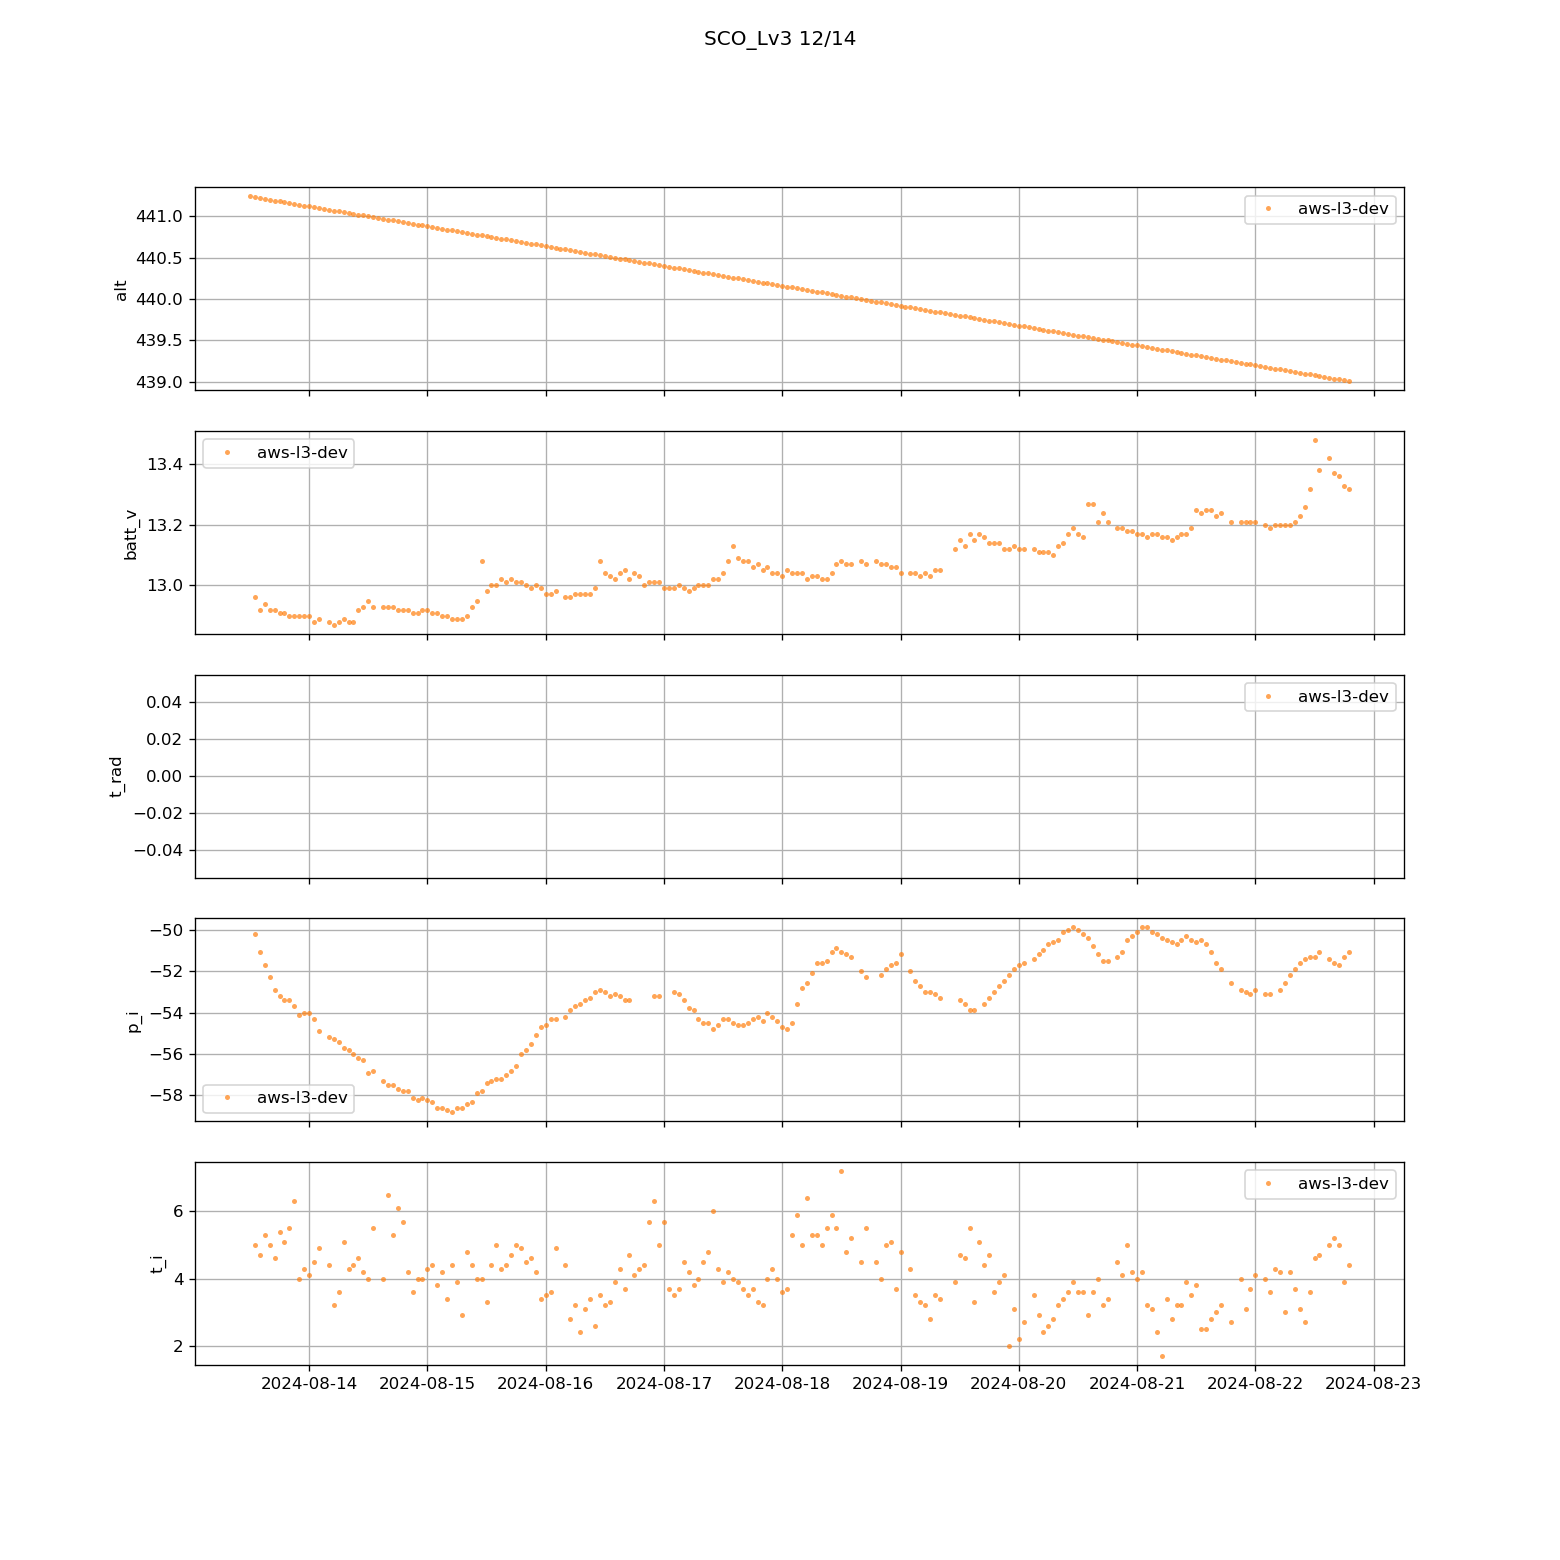 SCO_Lv3 12/14
441.0
440.5
440.0
439.5
439.0
alt
aws-l3-dev
13.4
13.2
13.0
batt_v
aws-l3-dev
0.04
0.02
0.00
−0.02
−0.04
t_rad
aws-l3-dev
−50
−52
−54
−56
−58
p_i
aws-l3-dev
6
4
2
t_i
aws-l3-dev
2024-08-14 2024-08-15 2024-08-16 2024-08-17 2024-08-18 2024-08-19 2024-08-20 2024-08-21 2024-08-22 2024-08-23